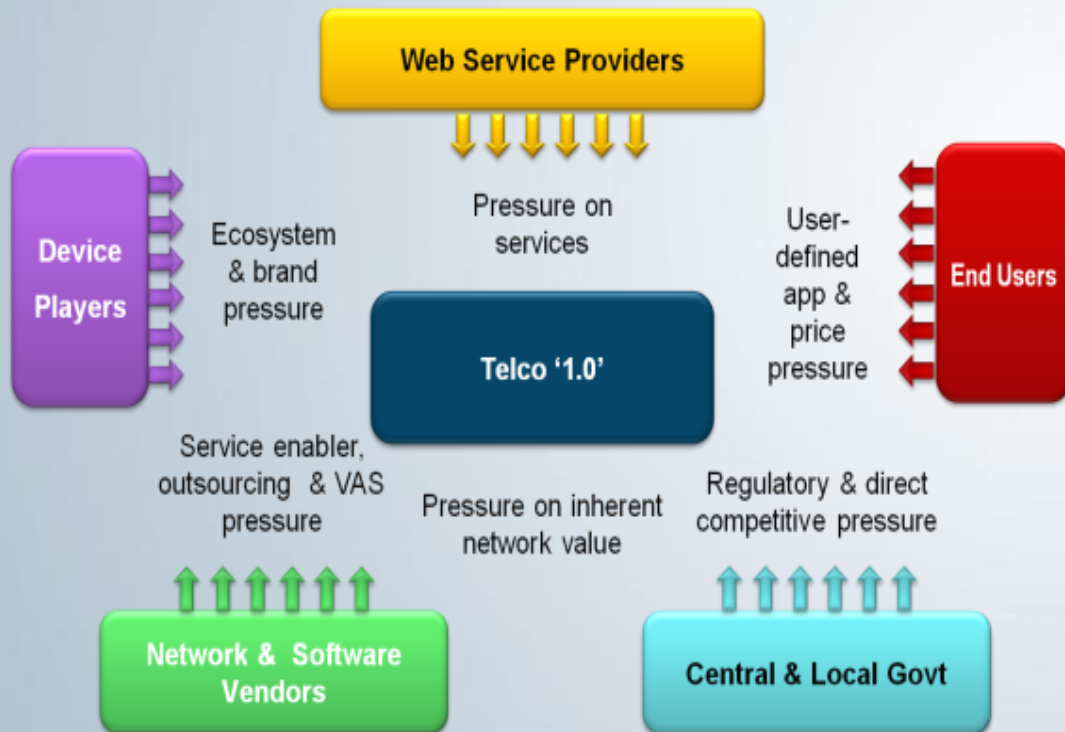 Web Service Providers
Pressure on
services
Device
Players
Ecosystem
& brand
pressure
User-
defined
app &
price
pressure
End Users
Telco ‘1.0’
Service enabler,
outsourcing & VAS
pressure
Pressure on inherent
network value
Regulatory & direct
competitive pressure
Network & Software
Vendors
Central & Local Govt